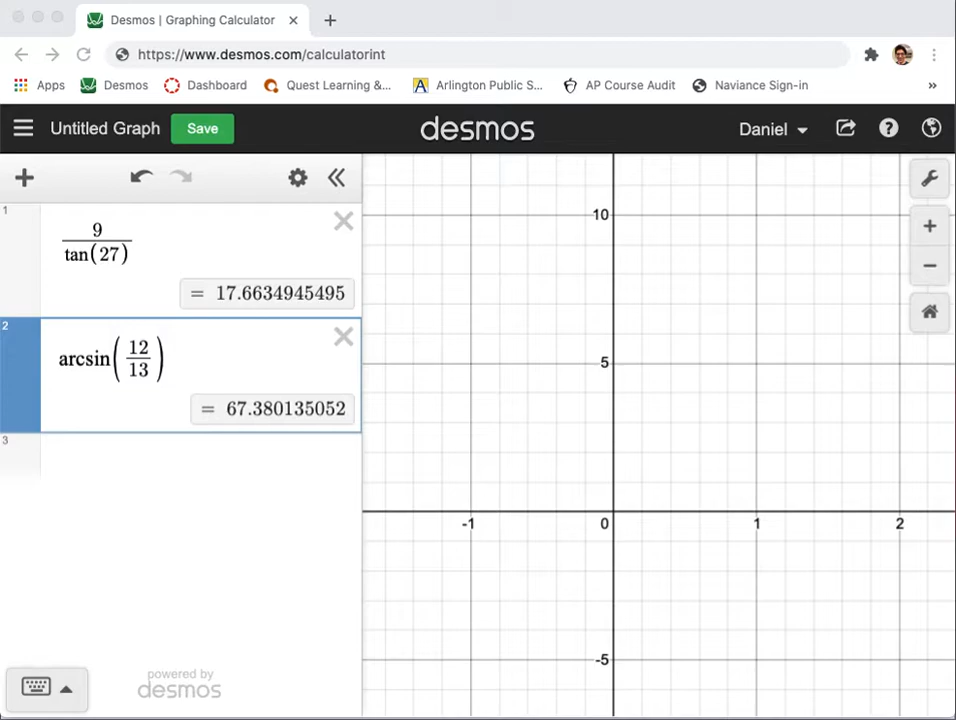 Desmos | Graphing Calculator
https://www.desmos.com/calculatorint
Apps Desmos Dashboard Quest Learning &... Arlington Public S... AP Course Audit Naviance Sign-in »
Untitled Graph Save desmos Daniel
1
9/tan(27)
= 17.6634945495
2
arcsin(12/13)
= 67.380135052
3
10
5
-1 0 1 2
-5
powered by
desmos